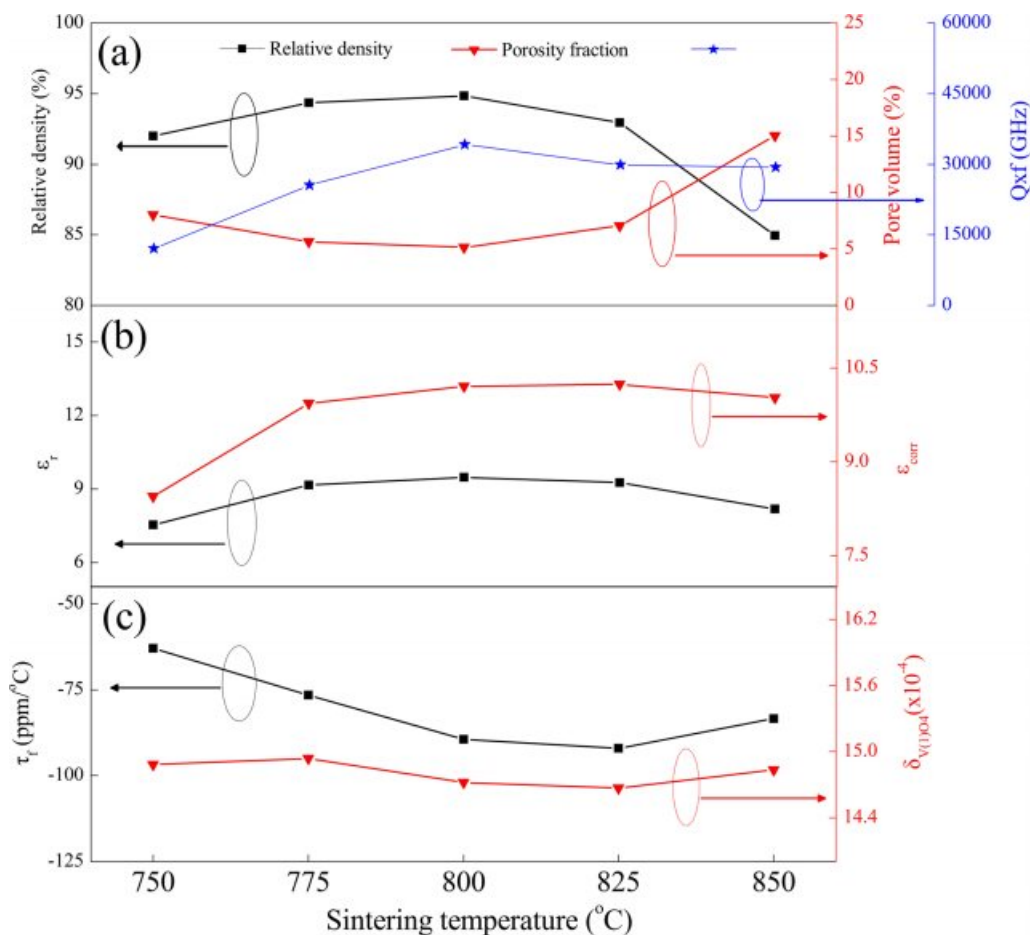 (a)
Relative density
Porosity fraction
100
95
90
85
80
Relative density (%)
25
20
15
10
5
0
Pore volume (%)
60000
45000
30000
15000
0
Qxf (GHz)
(b)
15
12
9
6
εr
10.5
9.0
7.5
εcorr
(c)
-50
-75
-100
-125
τf (ppm/°C)
16.2
15.6
15.0
14.4
δV(1)O4(x10-4)
750 775 800 825 850
Sintering temperature (°C)